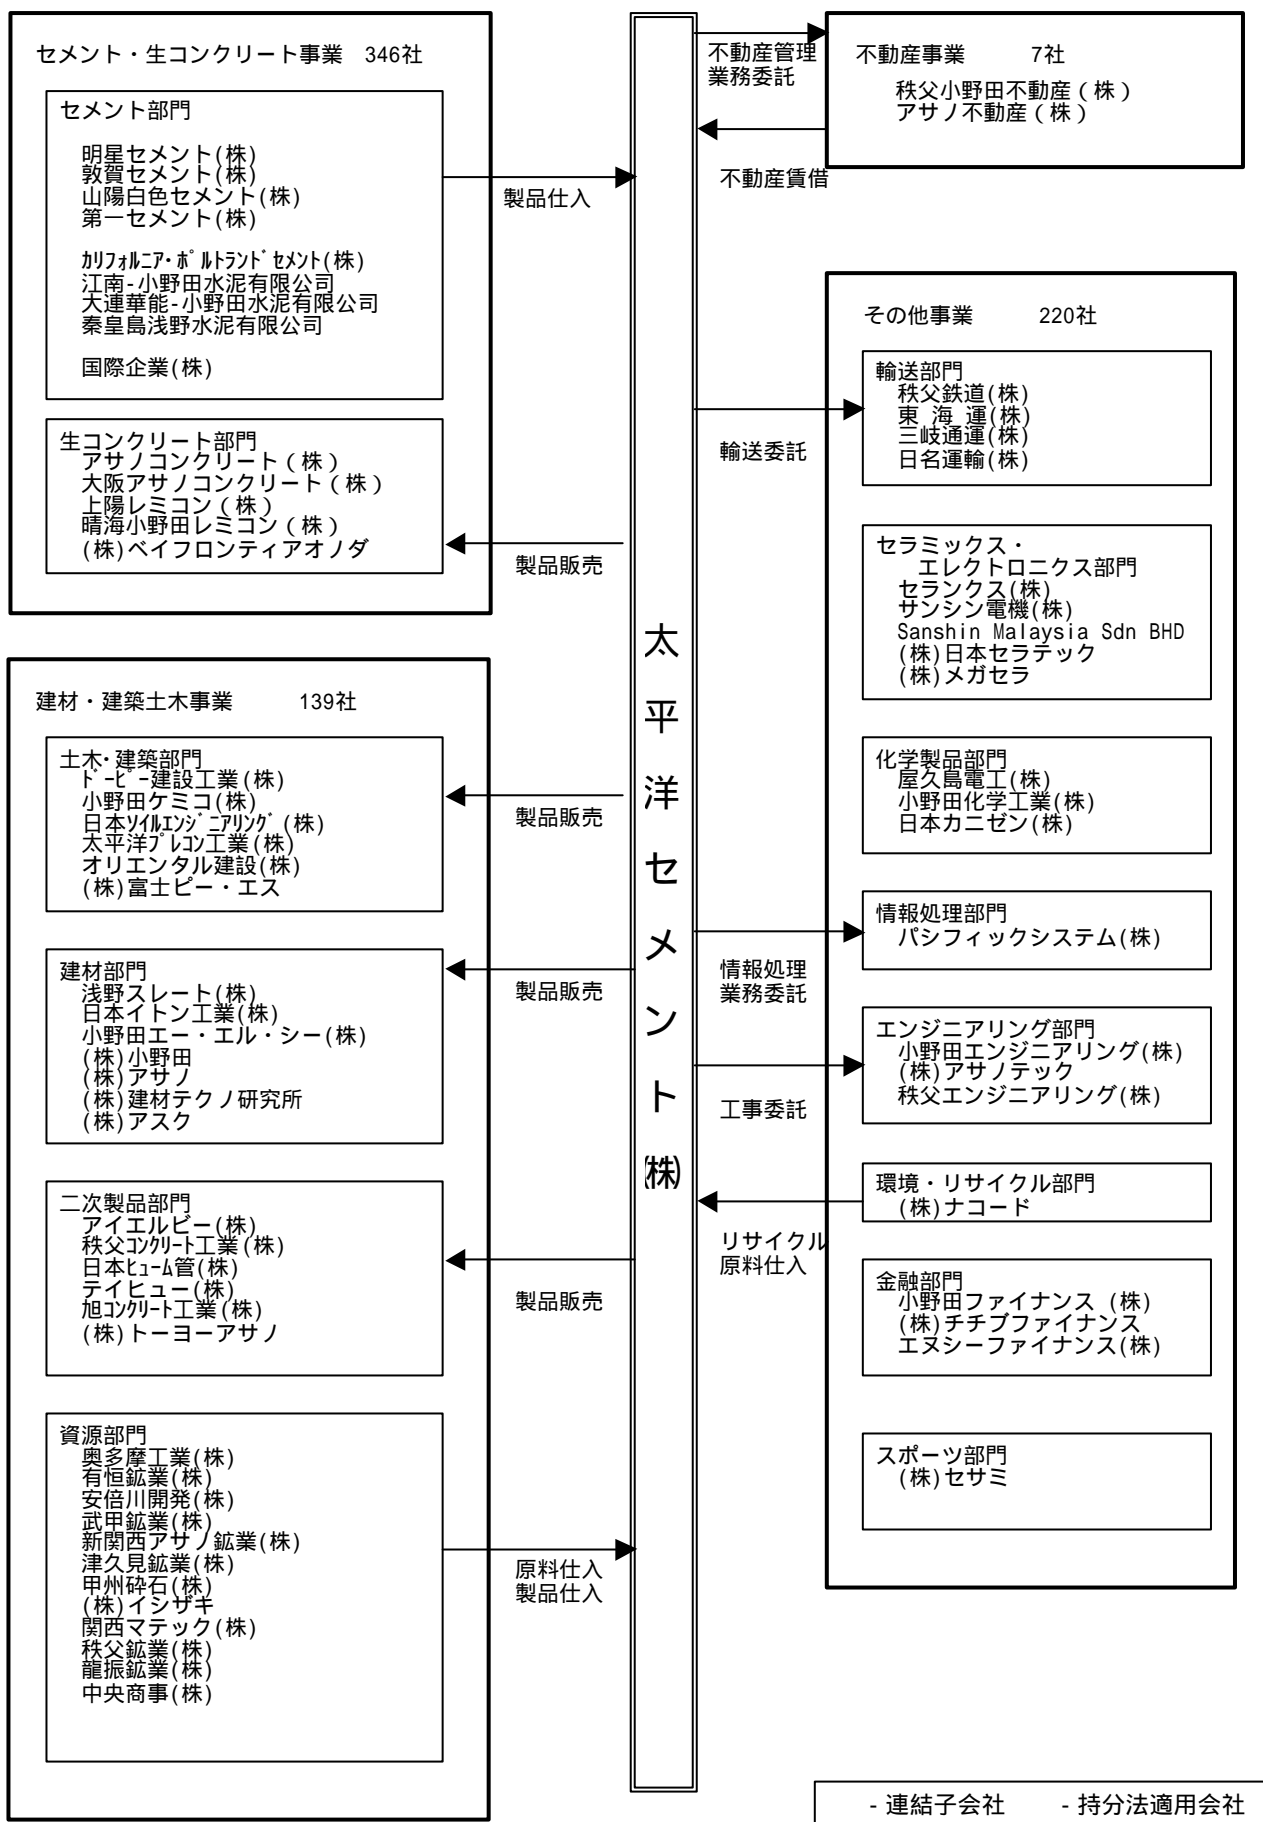 セメント・生コンクリート事業 346社
セメント部門
明星セメント(株)
敦賀セメント(株)
山陽白色セメント(株)
第一セメント(株)
ｶﾘﾌｫﾙﾆｱ･ﾎﾟﾙﾄﾗﾝﾄﾞｾﾒﾝﾄ(株)
江南-小野田水泥有限公司
大連華能-小野田水泥有限公司
秦皇島浅野水泥有限公司
国際企業(株)
製品仕入
生コンクリート部門
アサノコンクリート（株）
大阪アサノコンクリート（株）
上陽レミコン（株）
晴海小野田レミコン（株）
(株)ベイフロンティアオノダ
製品販売
建材・建築土木事業 139社
土木・建築部門
ﾄﾞｰﾋﾟｰ建設工業(株)
小野田ケミコ(株)
日本ｿｲﾙｴﾝｼﾞﾆｱﾘﾝｸﾞ(株)
太平洋ﾌﾟﾚｺﾝ工業(株)
オリエンタル建設(株)
(株)富士ピー・エス
製品販売
建材部門
浅野スレート(株)
日本イトン工業(株)
小野田エー・エル・シー(株)
(株)小野田
(株)アサノ
(株)建材テクノ研究所
(株)アスク
製品販売
二次製品部門
アイエルビー(株)
秩父ｺﾝｸﾘｰﾄ工業(株)
日本ﾋｭｰﾑ管(株)
テイヒュー(株)
旭ｺﾝｸﾘｰﾄ工業(株)
(株)トーヨーアサノ
製品販売
資源部門
奥多摩工業(株)
有恒鉱業(株)
安倍川開発(株)
武甲鉱業(株)
新関西アサノ鉱業(株)
津久見鉱業(株)
甲州砕石(株)
(株)イシザキ
関西マテック(株)
秩父鉱業(株)
龍振鉱業(株)
中央商事(株)
原料仕入
製品仕入
太平洋セメント㈱
不動産管理
業務委託
不動産賃借
不動産事業 7社
秩父小野田不動産（株）
アサノ不動産（株）
その他事業 220社
輸送部門
秩父鉄道(株)
東 海 運(株)
三岐通運(株)
日名運輸(株)
輸送委託
セラミックス・
エレクトロニクス部門
セランクス(株)
サンシン電機(株)
Sanshin Malaysia Sdn BHD
(株)日本セラテック
(株)メガセラ
化学製品部門
屋久島電工(株)
小野田化学工業(株)
日本カニゼン(株)
情報処理部門
パシフィックシステム(株)
情報処理
業務委託
エンジニアリング部門
小野田エンジニアリング(株)
(株)アサノテック
秩父エンジニアリング(株)
工事委託
環境・リサイクル部門
(株)ナコード
リサイクル
原料仕入
金融部門
小野田ファイナンス (株)
(株)チチブファイナンス
エヌシーファイナンス(株)
スポーツ部門
(株)セサミ
- 連結子会社 - 持分法適用会社